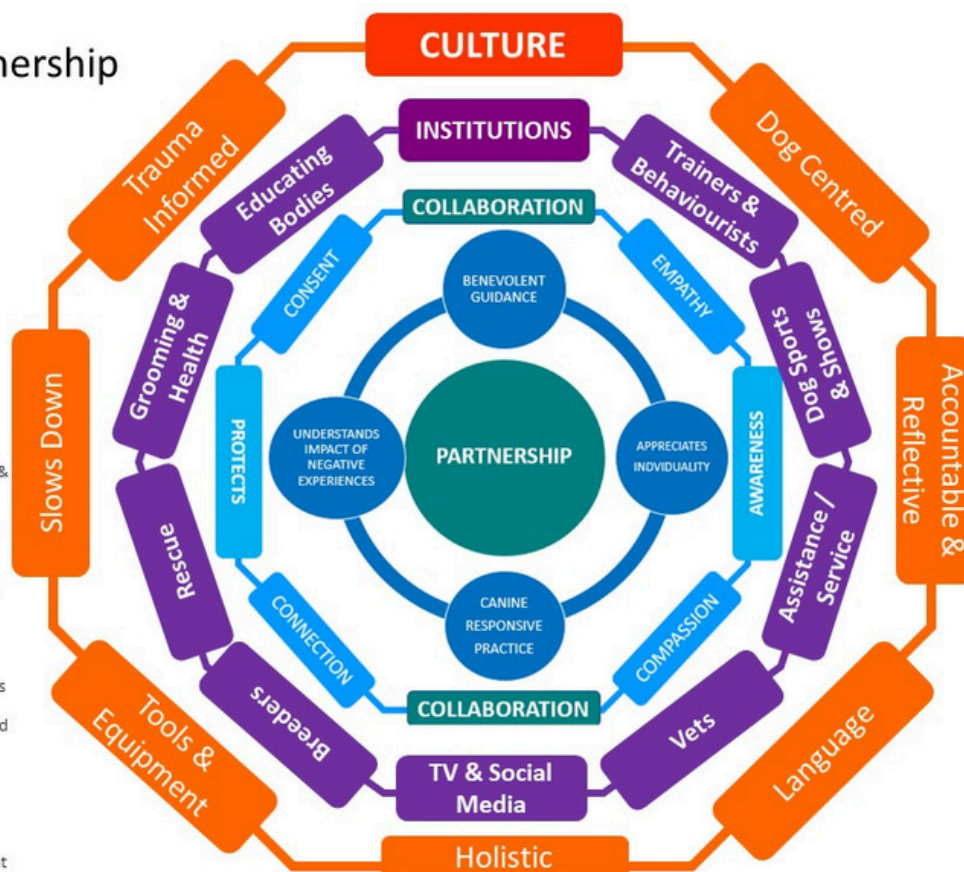 nership
CULTURE
Dog Centred
Accountable &
Reflective
Language
Holistic
Tools &
Equipment
Slows Down
Trauma
Informed
INSTITUTIONS
Trainers &
Behaviourists
Dog Sports
& Shows
Assistance /
Service
Vets
TV & Social
Media
Breeders
Rescue
Grooming &
Health
Educating
Bodies
COLLABORATION
EMPATHY
AWARENESS
COMPASSION
COLLABORATION
CONNECTION
PROTECTS
CONSENT
BENEVOLENT
GUIDANCE
APPRECIATES
INDVIDUALITY
CANINE
RESPONSIVE
PRACTICE
UNDERSTANDS
IMPACT OF
NEGATIVE
EXPERIENCES
PARTNERSHIP
&
s
d
t